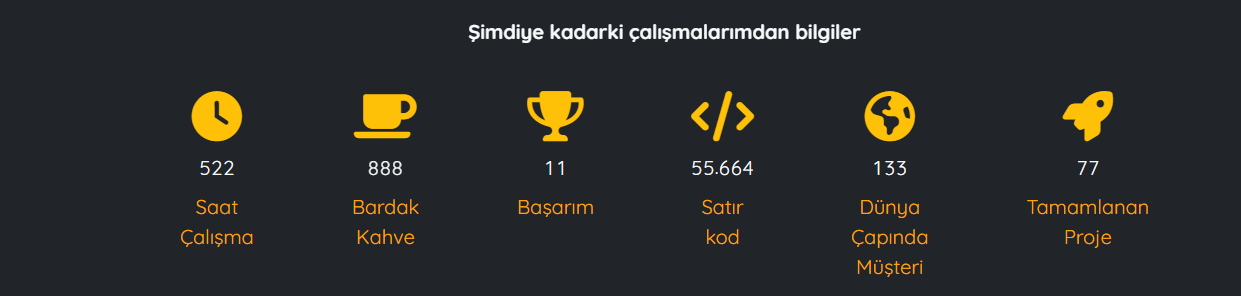 Şimdiye kadarki çalışmalarımdan bilgiler
522
Saat
Çalışma
888
Bardak
Kahve
11
Başarım
55.664
Satır
kod
133
Dünya
Çapında
Müşteri
77
Tamamlanan
Proje